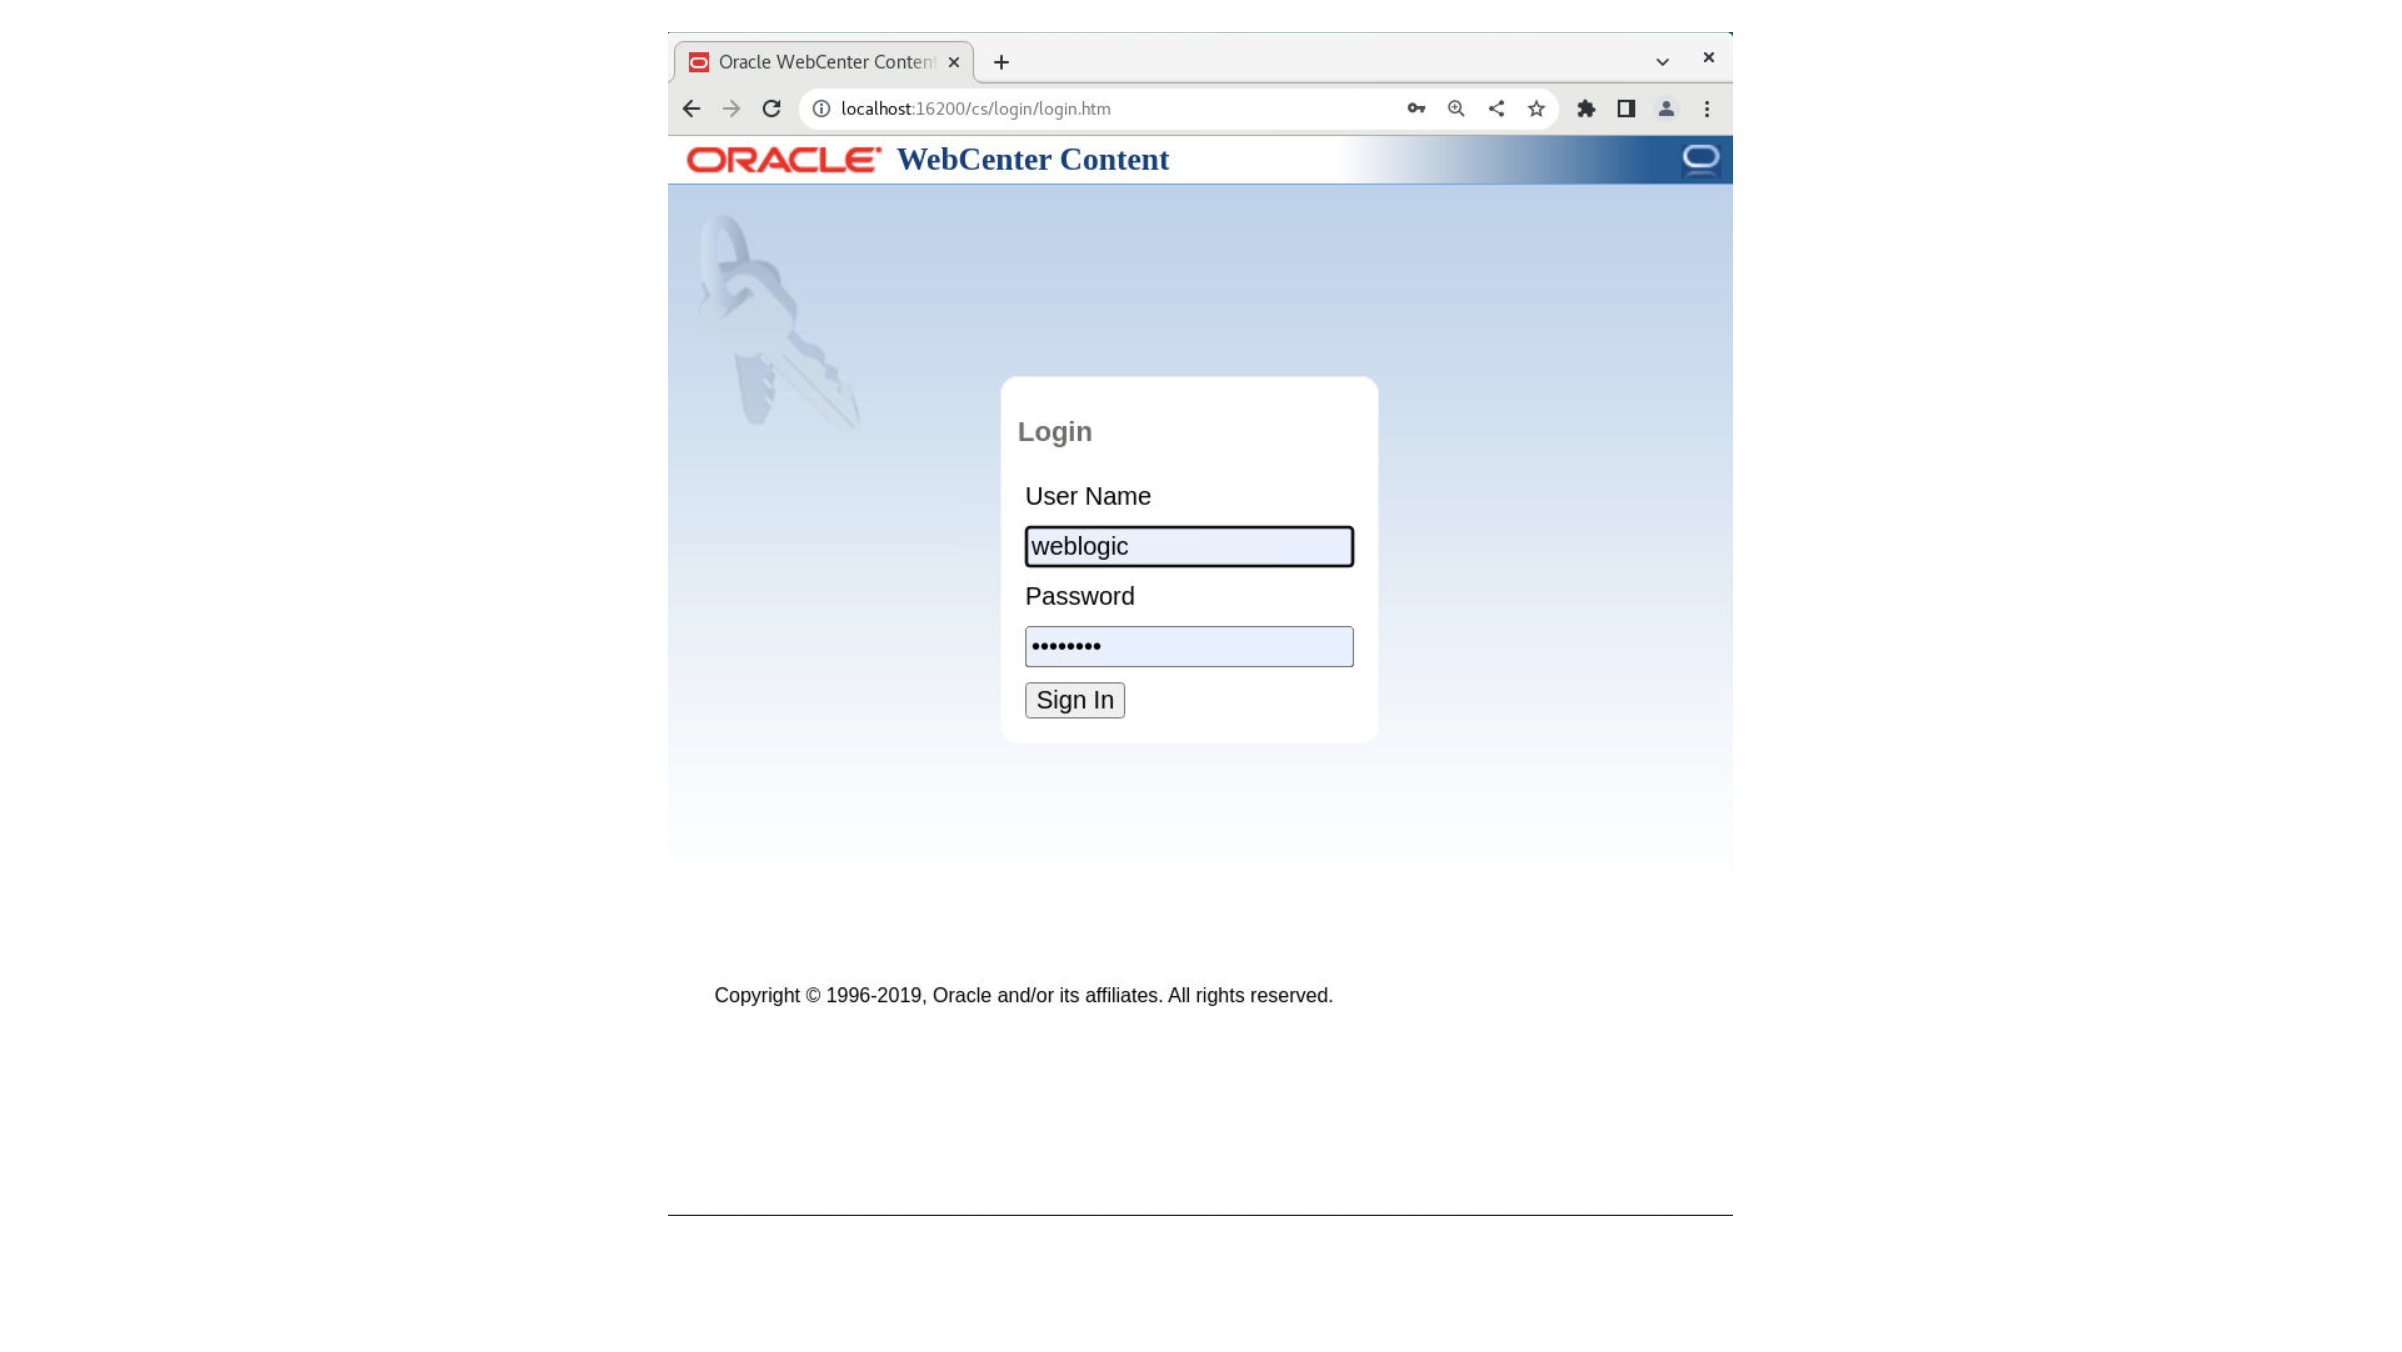 Oracle WebCenter Conten
localhost:16200/cs/login/login.htm
ORACLE WebCenter Content
Login
User Name
weblogic
Password
••••••••
Sign In
Copyright © 1996-2019, Oracle and/or its affiliates. All rights reserved.